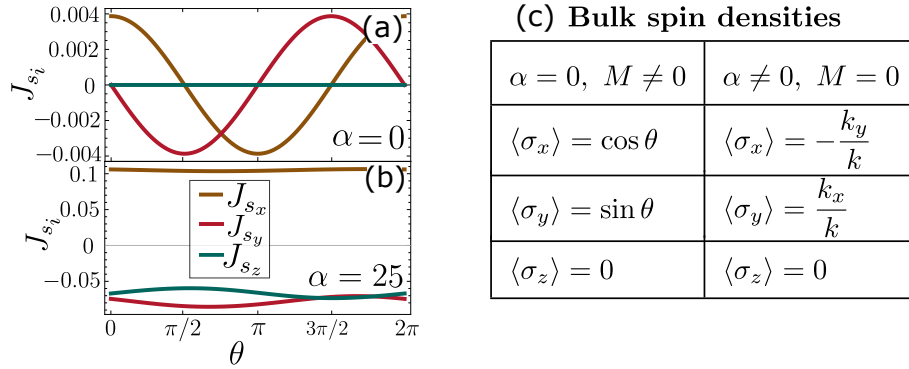 (a)
0.004
0.002
0
−0.002
−0.004
J_{s_i}
α=0
(b)
0.1
0.05
0
−0.05
J_{s_i}
J_{s_x}
J_{s_y}
J_{s_z}
α = 25
0 π/2 π 3π/2 2π
θ
(c) Bulk spin densities
α = 0, M ≠ 0 α ≠ 0, M = 0
⟨σ_x⟩ = cos θ ⟨σ_x⟩ = −k_y/k
⟨σ_y⟩ = sin θ ⟨σ_y⟩ = k_x/k
⟨σ_z⟩ = 0 ⟨σ_z⟩ = 0